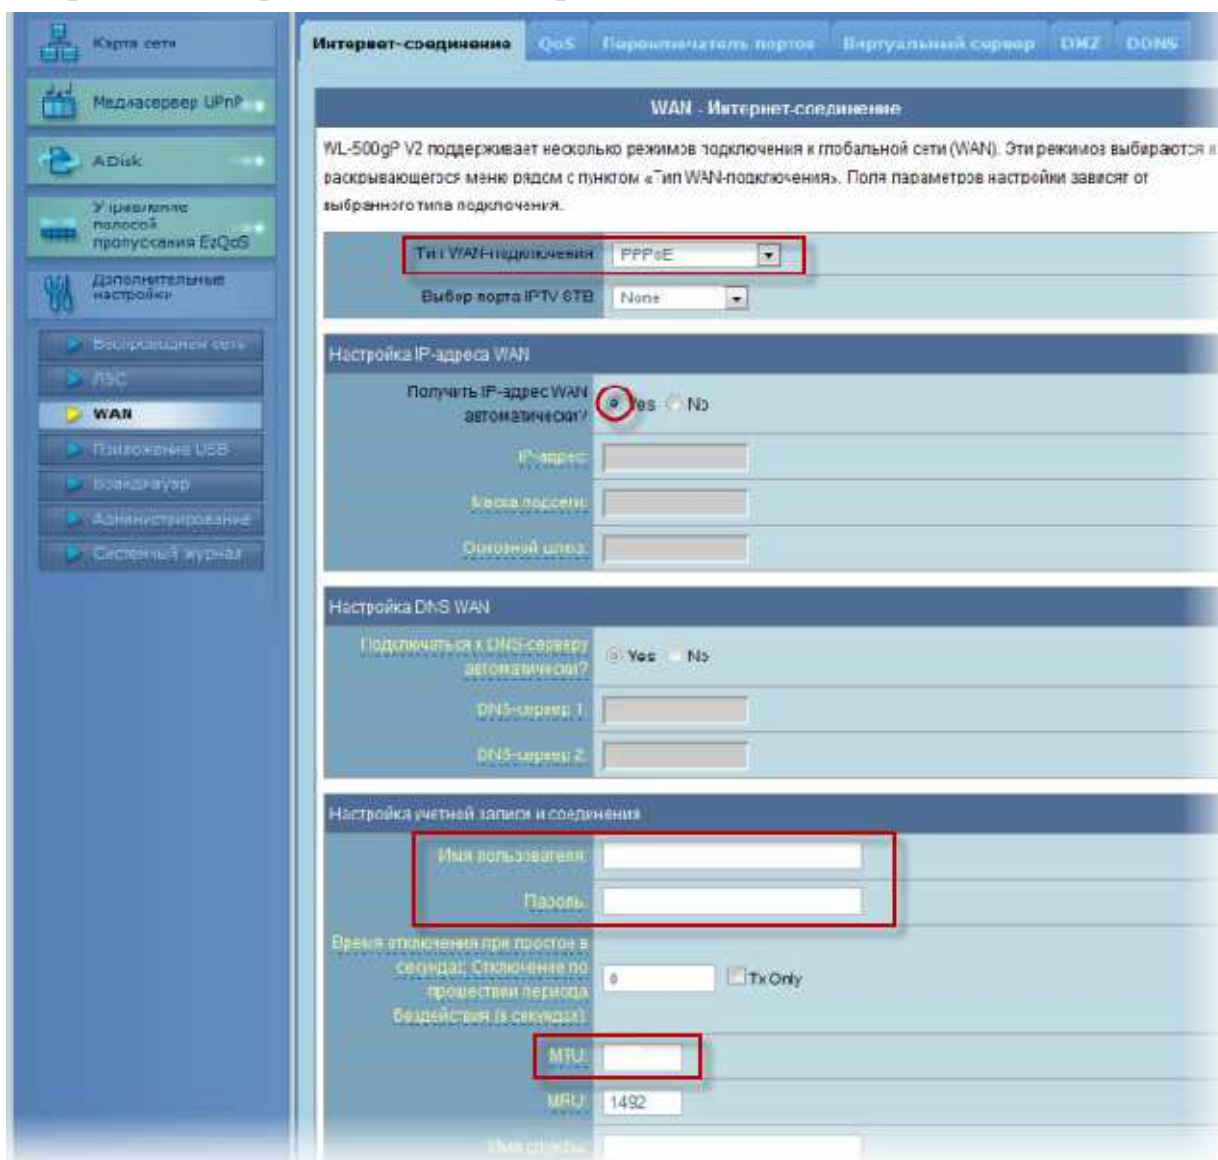 Карта сети
Медиасервер UPnP
AiDisk
Управление
полосой
пропускания EzQoS
Дополнительные
настройки
Беспроводная сеть
ЛВС
WAN
Приложение USB
Брандмауэр
Администрирование
Системный журнал
Интернет-соединение QoS Переключатель портов Виртуальный сервер DMZ DDNS
WAN - Интернет-соединение
WL-500gP V2 поддерживает несколько режимов подключения к глобальной сети (WAN). Эти режимов выбираются и
раскрывающегося меню рядом с пунктом «Тип WAN-подключения». Поля параметров настройки зависят от
выбранного типа подключения.
Тип WAN-подключения: PPPoE
Выбор порта IPTV STB: None
Настройка IP-адреса WAN
Получить IP-адрес WAN
автоматически? Yes No
IP-адрес:
Маска подсети:
Основной шлюз:
Настройка DNS WAN
Подключаться к DNS-серверу
автоматически? Yes No
DNS-сервер 1:
DNS-сервер 2:
Настройка учетной записи и соединения
Имя пользователя:
Пароль:
Время отключения при простое в
секундах: Отключение по
прошествии периода
бездействия (в секундах): 0 Tx Only
MTU:
MRU: 1492
Имя службы: